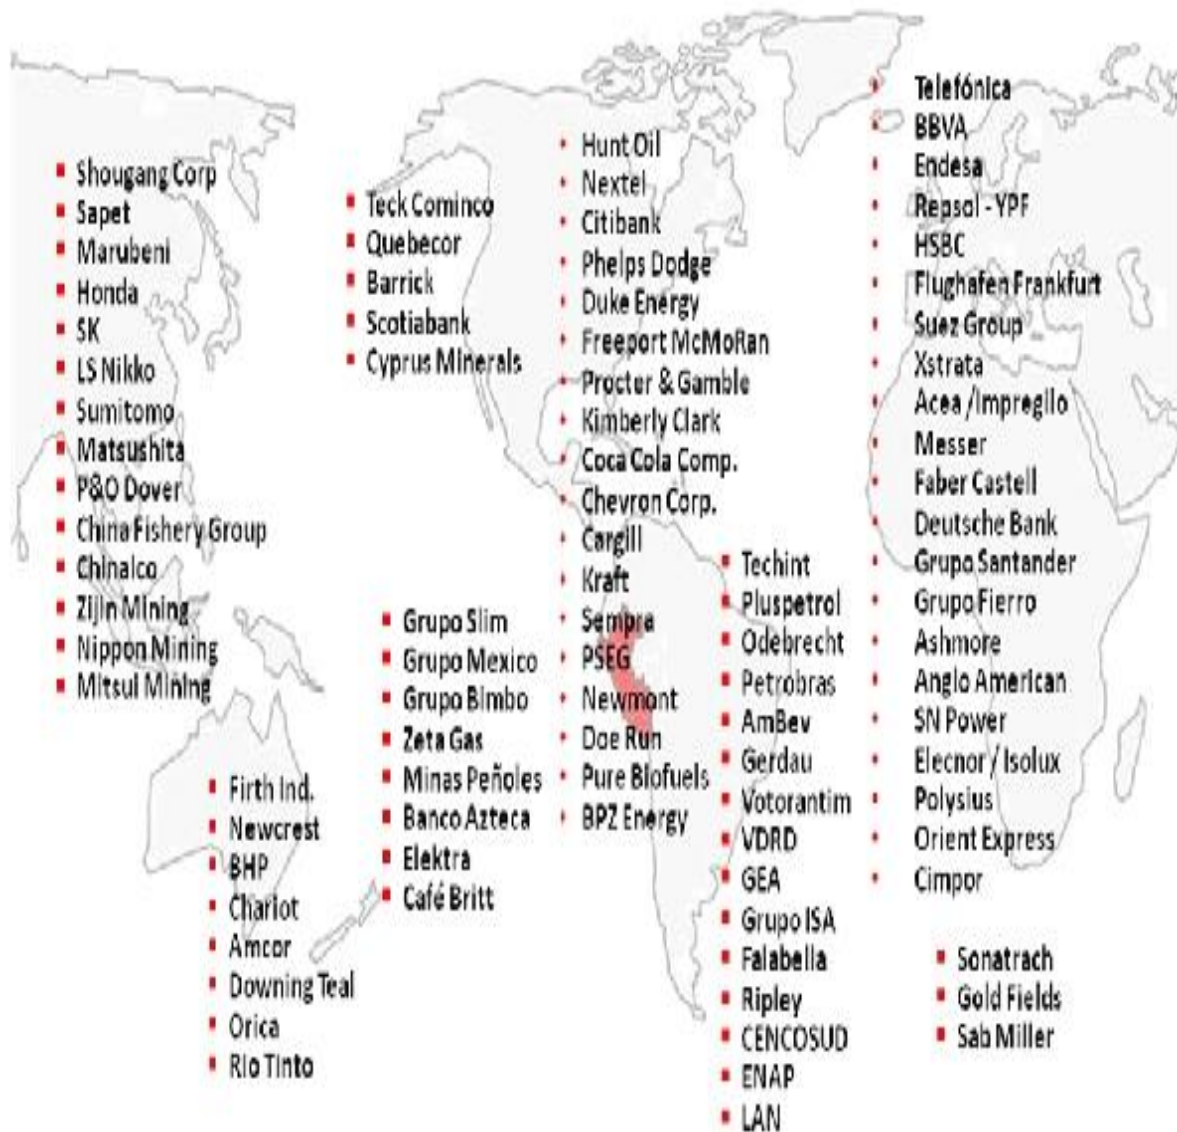 Shougang Corp
Sapet
Marubeni
Honda
SK
LS Nikko
Sumitomo
Matsushita
P&O Dover
China Fishery Group
Chinalco
Zijin Mining
Nippon Mining
Mitsui Mining
Firth Ind.
Newcrest
BHP
Chariot
Amcor
Downing Teal
Orica
Rio Tinto
Teck Cominco
Quebecor
Barrick
Scotiabank
Cyprus Minerals
Grupo Slim
Grupo Mexico
Grupo Bimbo
Zeta Gas
Minas Peñoles
Banco Azteca
Elektra
Café Britt
Hunt Oil
Nextel
Citibank
Phelps Dodge
Duke Energy
Freeport McMoRan
Procter & Gamble
Kimberly Clark
Coca Cola Comp.
Chevron Corp.
Cargill
Kraft
Sempra
PSEG
Newmont
Doe Run
Pure Biofuels
BPZ Energy
Techint
Pluspetrol
Odebrecht
Petrobras
AmBev
Gerdau
Votorantim
VDRD
GEA
Grupo ISA
Falabella
Ripley
CENCOSUD
ENAP
LAN
Telefónica
BBVA
Endesa
Repsol - YPF
HSBC
Flughafen Frankfurt
Suez Group
Xstrata
Acea /Impregilo
Messer
Faber Castell
Deutsche Bank
Grupo Santander
Grupo Fierro
Ashmore
Anglo American
SN Power
Elecnor / Isolux
Polysius
Orient Express
Cimpor
Sonatrach
Gold Fields
Sab Miller